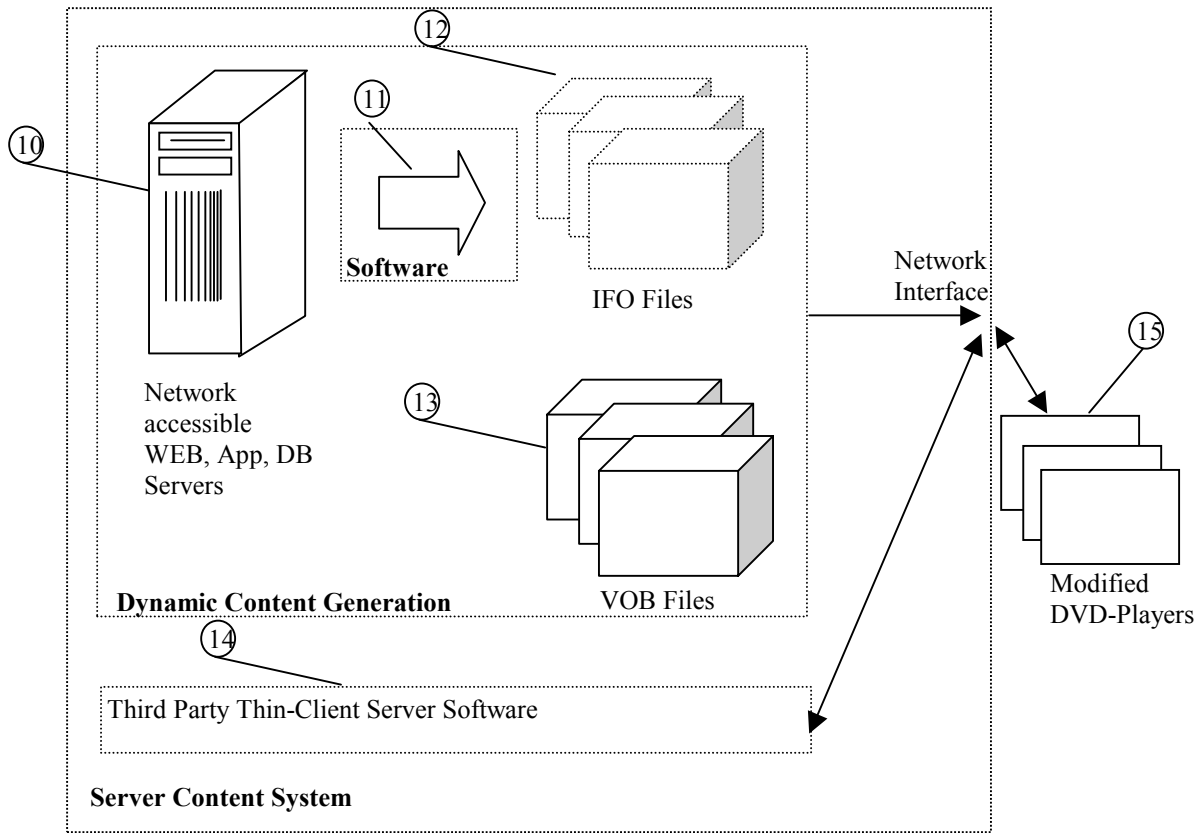 12
11
10
Software
IFO Files
Network
Interface
15
Network
accessible
WEB, App, DB
Servers
13
VOB Files
Modified
DVD-Players
Dynamic Content Generation
14
Third Party Thin-Client Server Software
Server Content System